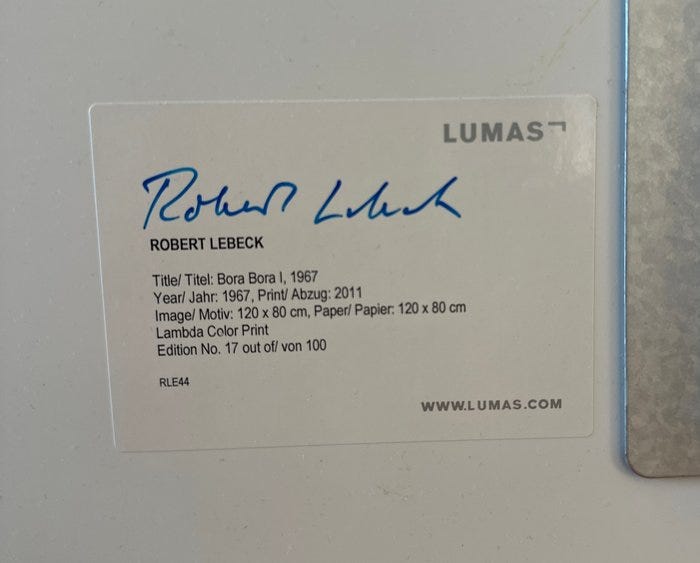 LUMAS
Robert Lebeck
ROBERT LEBECK
Title/ Titel: Bora Bora I, 1967
Year/ Jahr: 1967, Print/ Abzug: 2011
Image/ Motiv: 120 x 80 cm, Paper/ Papier: 120 x 80 cm
Lambda Color Print
Edition No. 17 out of/ von 100
RLE44
WWW.LUMAS.COM